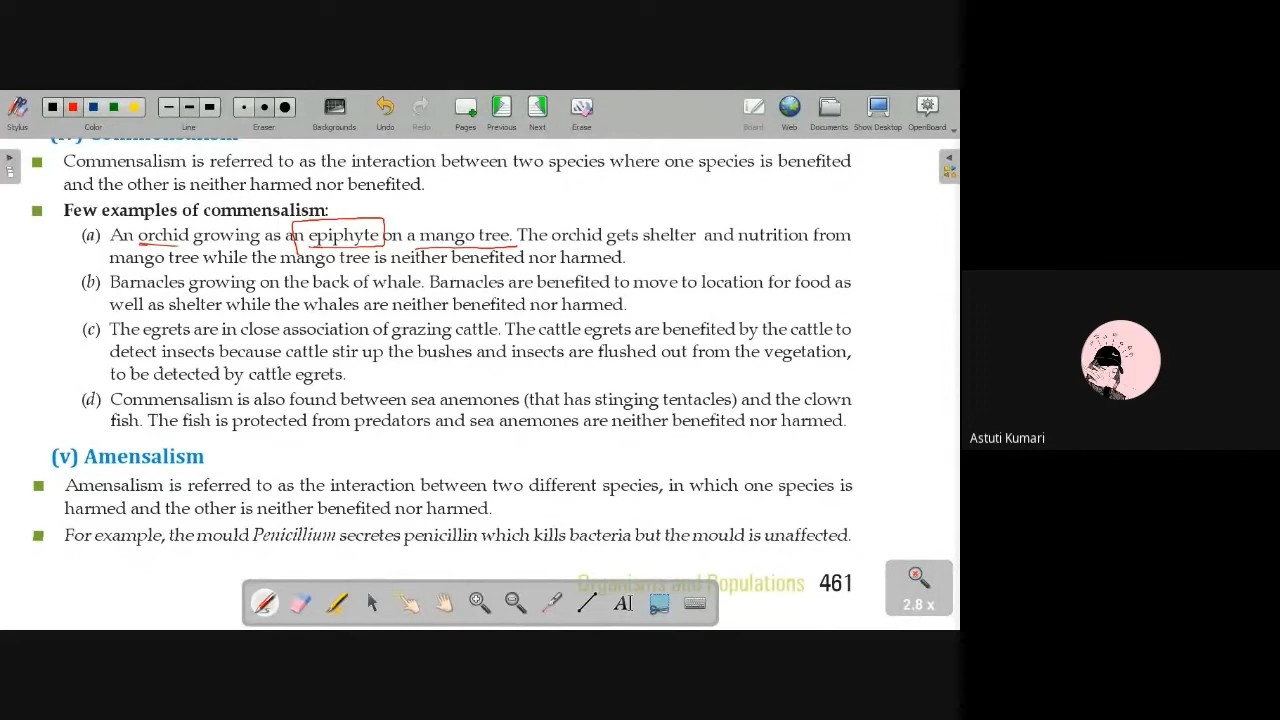 Stylus
Color
Line
Eraser
Backgrounds
Undo
Redo
Pages
Previous
Next
Erase
Board
Web
Documents
Show Desktop
OpenBoard
Commensalism is referred to as the interaction between two species where one species is benefited
and the other is neither harmed nor benefited.
Few examples of commensalism:
(a) An orchid growing as an epiphyte on a mango tree. The orchid gets shelter and nutrition from
mango tree while the mango tree is neither benefited nor harmed.
(b) Barnacles growing on the back of whale. Barnacles are benefited to move to location for food as
well as shelter while the whales are neither benefited nor harmed.
(c) The egrets are in close association of grazing cattle. The cattle egrets are benefited by the cattle to
detect insects because cattle stir up the bushes and insects are flushed out from the vegetation,
to be detected by cattle egrets.
(d) Commensalism is also found between sea anemones (that has stinging tentacles) and the clown
fish. The fish is protected from predators and sea anemones are neither benefited nor harmed.
(v) Amensalism
Amensalism is referred to as the interaction between two different species, in which one species is
harmed and the other is neither benefited nor harmed.
For example, the mould Penicillium secretes penicillin which kills bacteria but the mould is unaffected.
Organisms and Populations 461
2.8 x
AI
Astuti Kumari